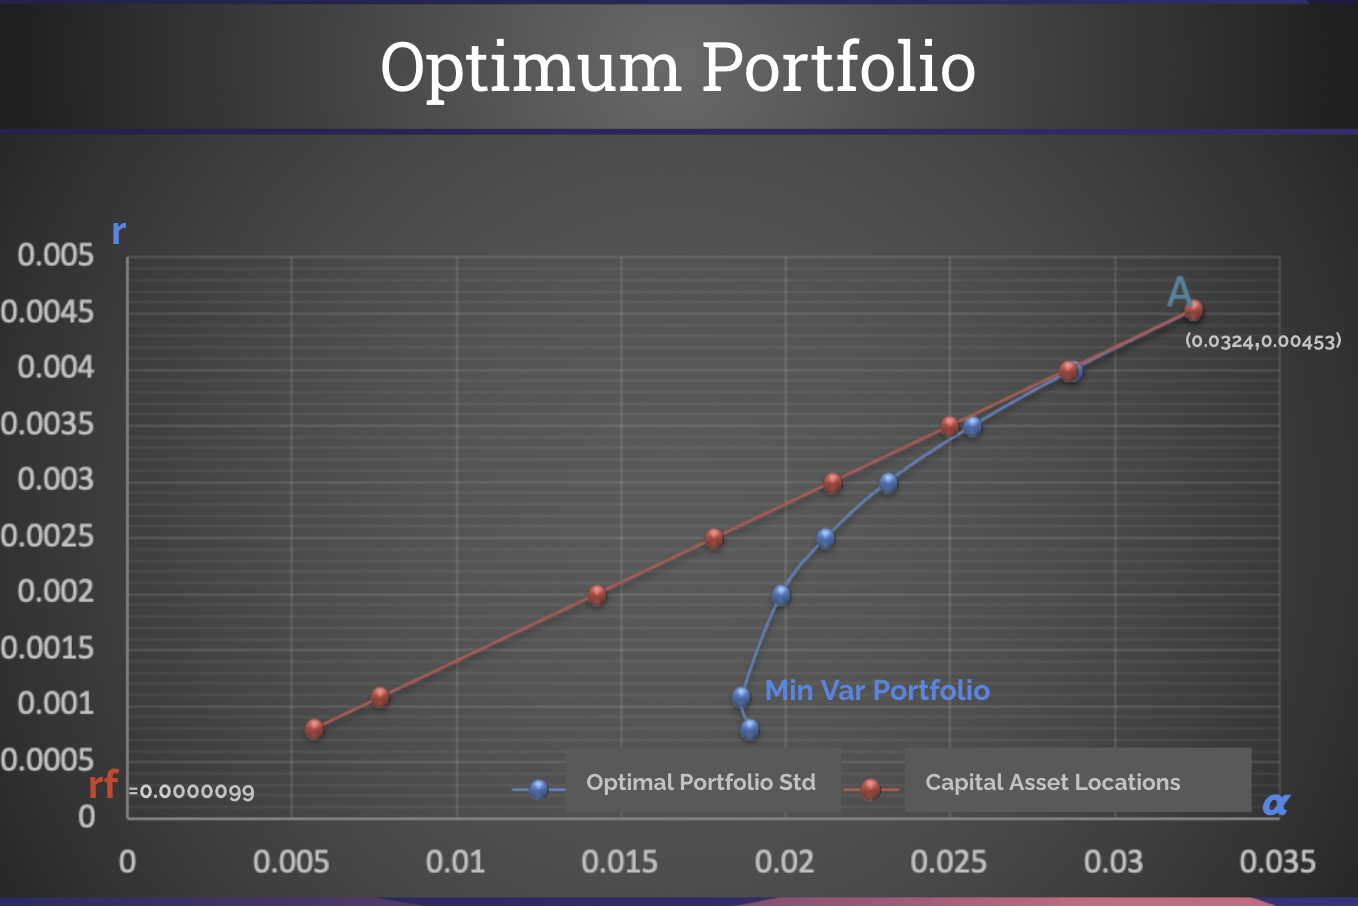 Optimum Portfolio
r
0.005
0.0045
0.004
0.0035
0.003
0.0025
0.002
0.0015
0.001
0.0005
0
A
(0.0324,0.00453)
Min Var Portfolio
rf =0.0000099
Optimal Portfolio Std
Capital Asset Locations
α
0 0.005 0.01 0.015 0.02 0.025 0.03 0.035